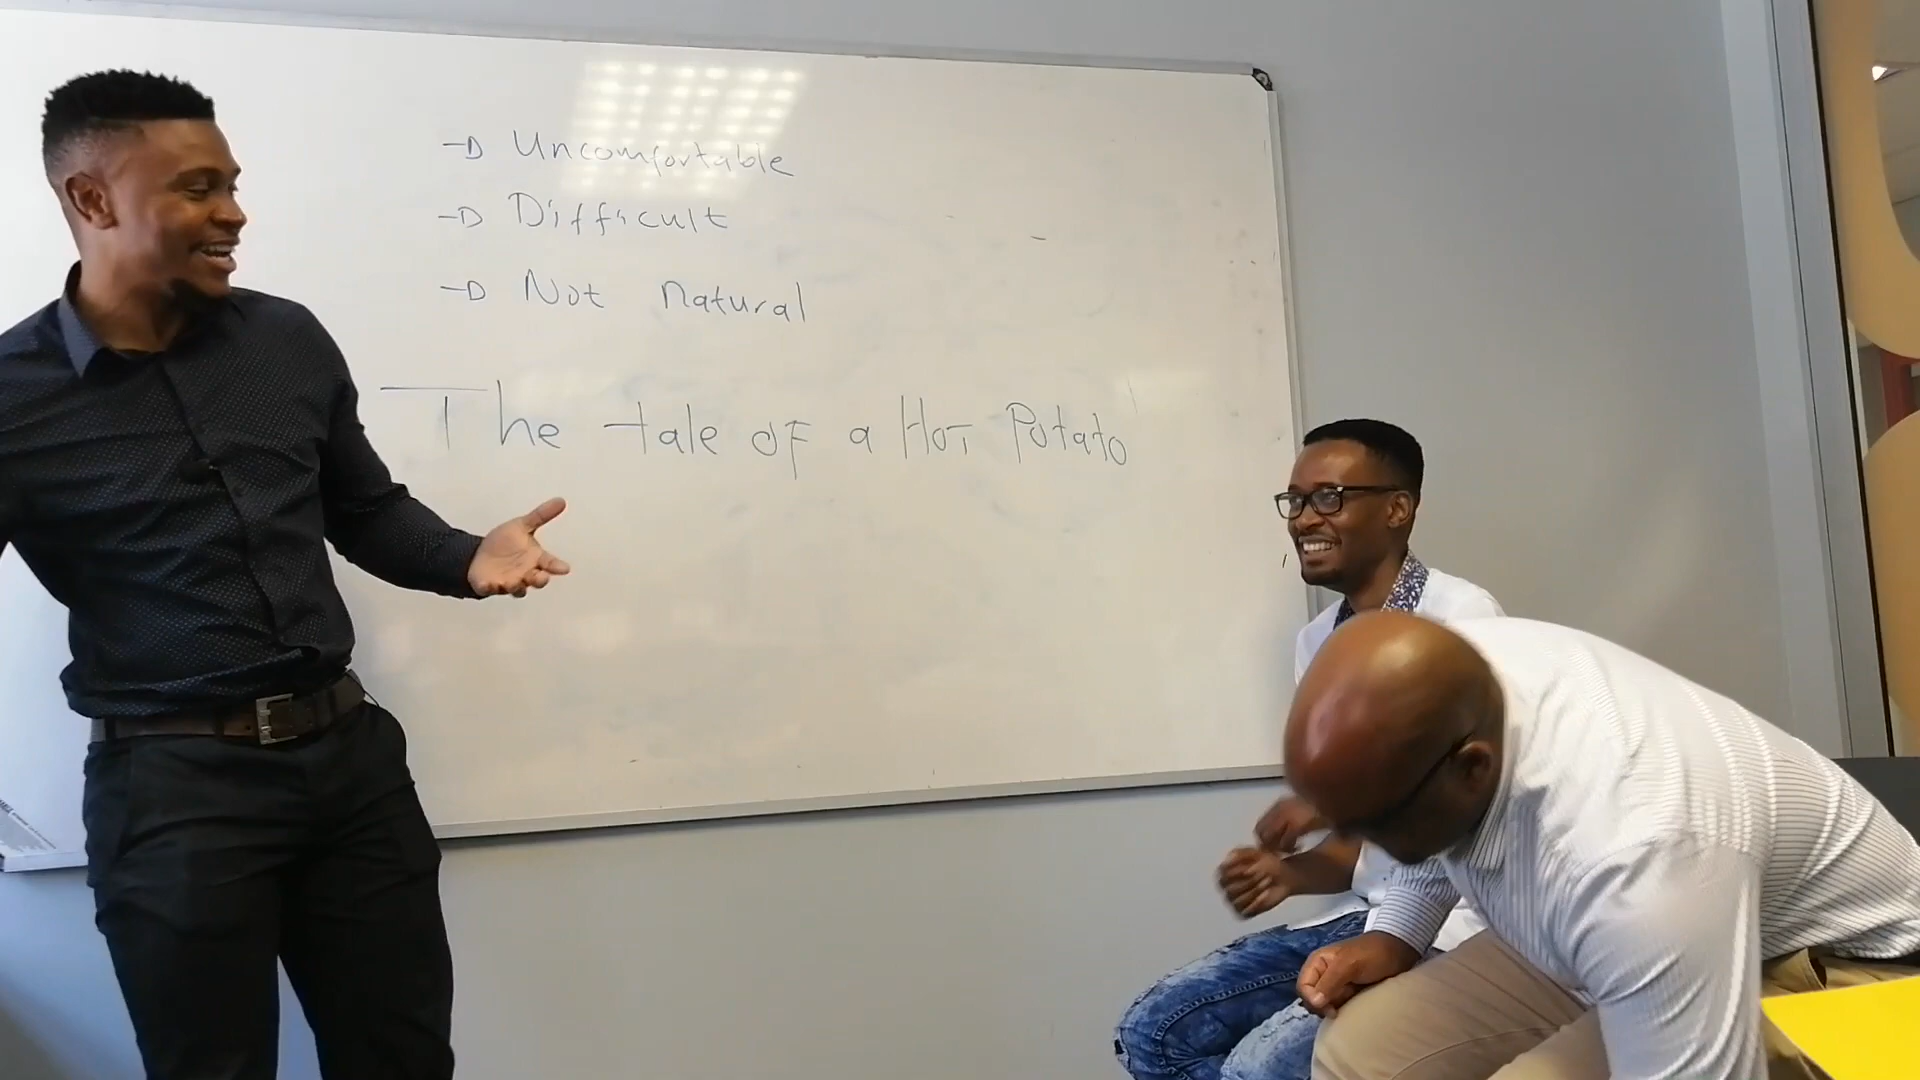 → Uncomfortable
→ Difficult
→ Not natural
The tale of a Hot Potato